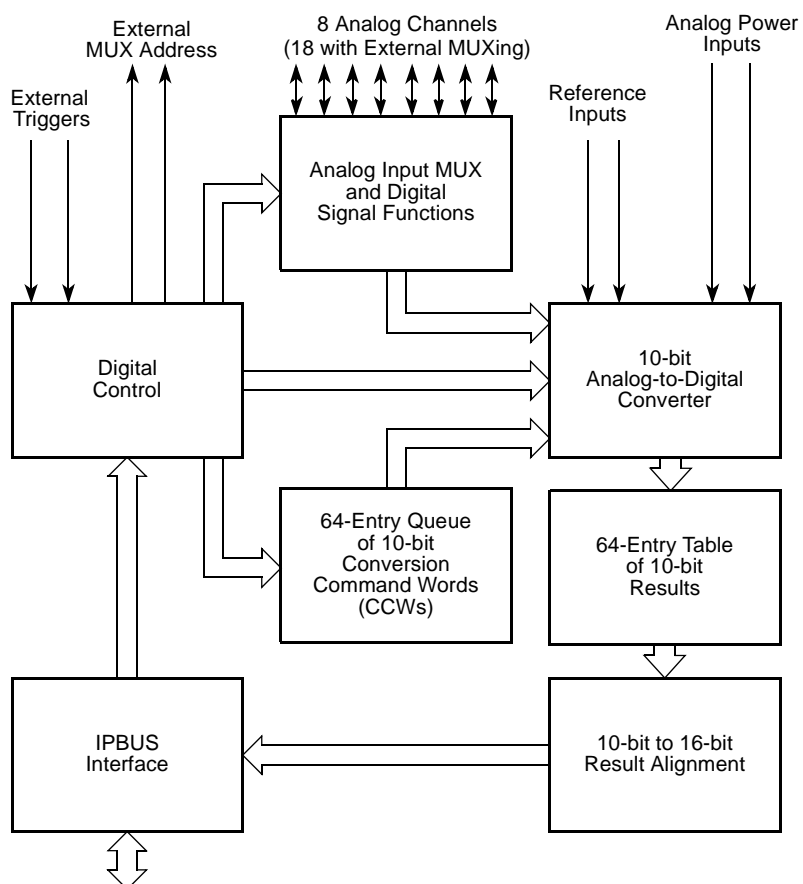 External
MUX Address
8 Analog Channels
(18 with External MUXing)
Analog Power
Inputs
External
Triggers
Reference
Inputs
Analog Input MUX
and Digital
Signal Functions
Digital
Control
10-bit
Analog-to-Digital
Converter
64-Entry Queue
of 10-bit
Conversion
Command Words
(CCWs)
64-Entry Table
of 10-bit
Results
IPBUS
Interface
10-bit to 16-bit
Result Alignment